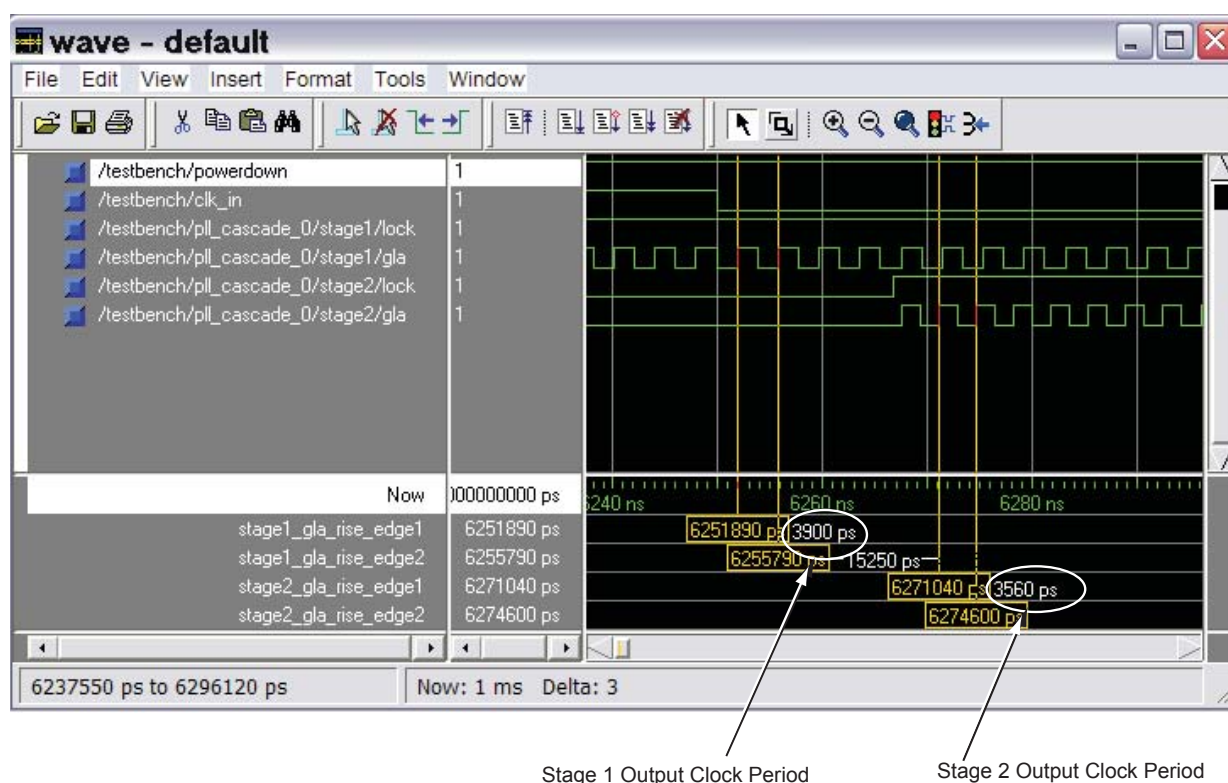 wave - default
File Edit View Insert Format Tools Window
/testbench/powerdown 1
/testbench/clk_in 1
/testbench/pll_cascade_0/stage1/lock 1
/testbench/pll_cascade_0/stage1/gla 1
/testbench/pll_cascade_0/stage2/lock 1
/testbench/pll_cascade_0/stage2/gla 1
Now 000000000 ps 6240 ns 6260 ns 6280 ns
stage1_gla_rise_edge1 6251890 ps 6251890 ps 3900 ps
stage1_gla_rise_edge2 6255790 ps 6255790 ps 15250 ps
stage2_gla_rise_edge1 6271040 ps 6271040 ps 3560 ps
stage2_gla_rise_edge2 6274600 ps 6274600 ps
6237550 ps to 6296120 ps Now: 1 ms Delta: 3
Stage 1 Output Clock Period Stage 2 Output Clock Period